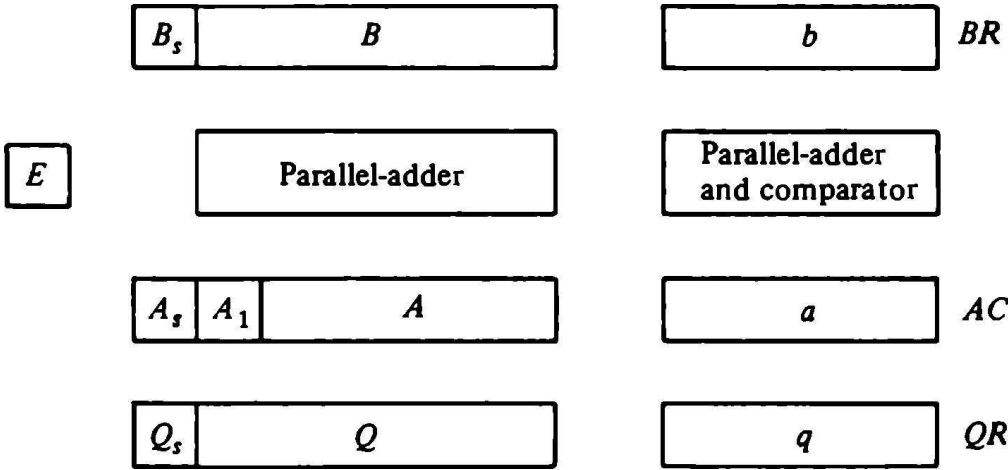 Bs B b BR
E Parallel-adder Parallel-adder
and comparator
As A1 A a AC
Qs Q q QR